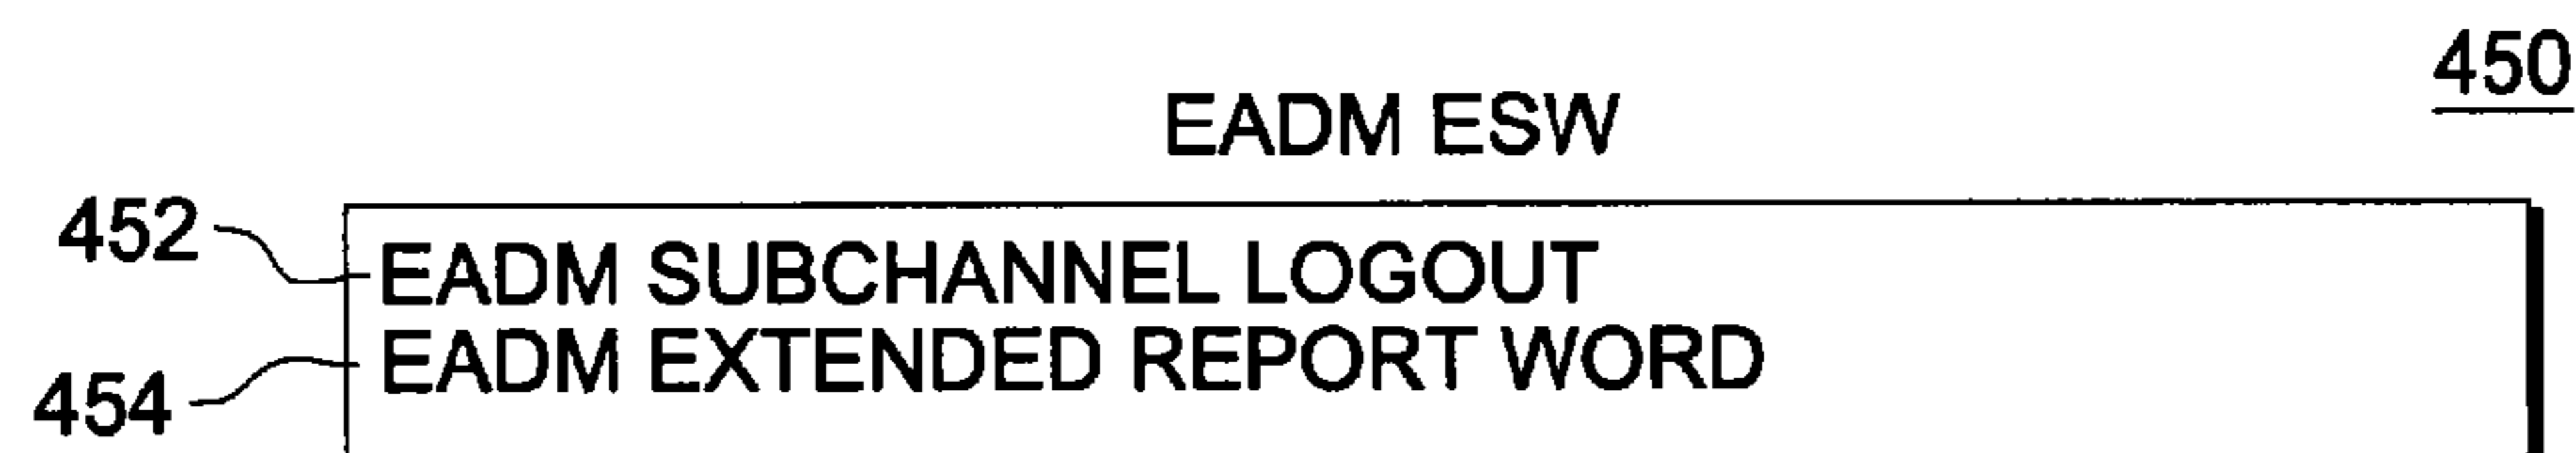 450
EADM ESW
452
EADM SUBCHANNEL LOGOUT
EADM EXTENDED REPORT WORD
454